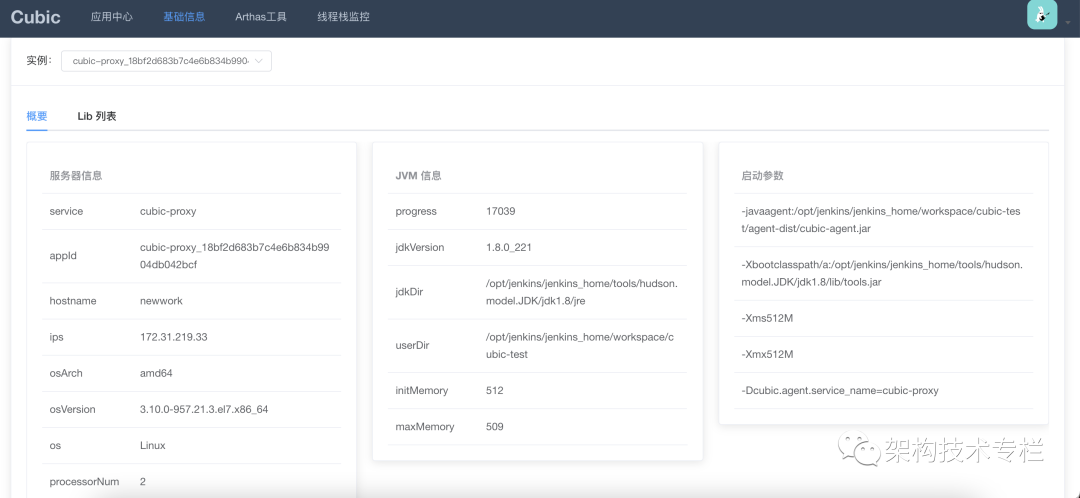 Cubic 应用中心 基础信息 Arthas工具 线程栈监控
实例: cubic-proxy_18bf2d683b7c4e6b834b990
概要 Lib 列表
服务器信息
service cubic-proxy
appId cubic-proxy_18bf2d683b7c4e6b834b99
04db042bcf
hostname newwork
ips 172.31.219.33
osArch amd64
osVersion 3.10.0-957.21.3.el7.x86_64
os Linux
processorNum 2
JVM 信息
progress 17039
jdkVersion 1.8.0_221
jdkDir /opt/jenkins/jenkins_home/tools/hudson.
model.JDK/jdk1.8/jre
userDir /opt/jenkins/jenkins_home/workspace/c
ubic-test
initMemory 512
maxMemory 509
启动参数
-javaagent:/opt/jenkins/jenkins_home/workspace/cubic-tes
t/agent-dist/cubic-agent.jar
-Xbootclasspath/a:/opt/jenkins/jenkins_home/tools/hudson.
model.JDK/jdk1.8/lib/tools.jar
-Xms512M
-Xmx512M
-Dcubic.agent.service_name=cubic-proxy
架构技术专栏